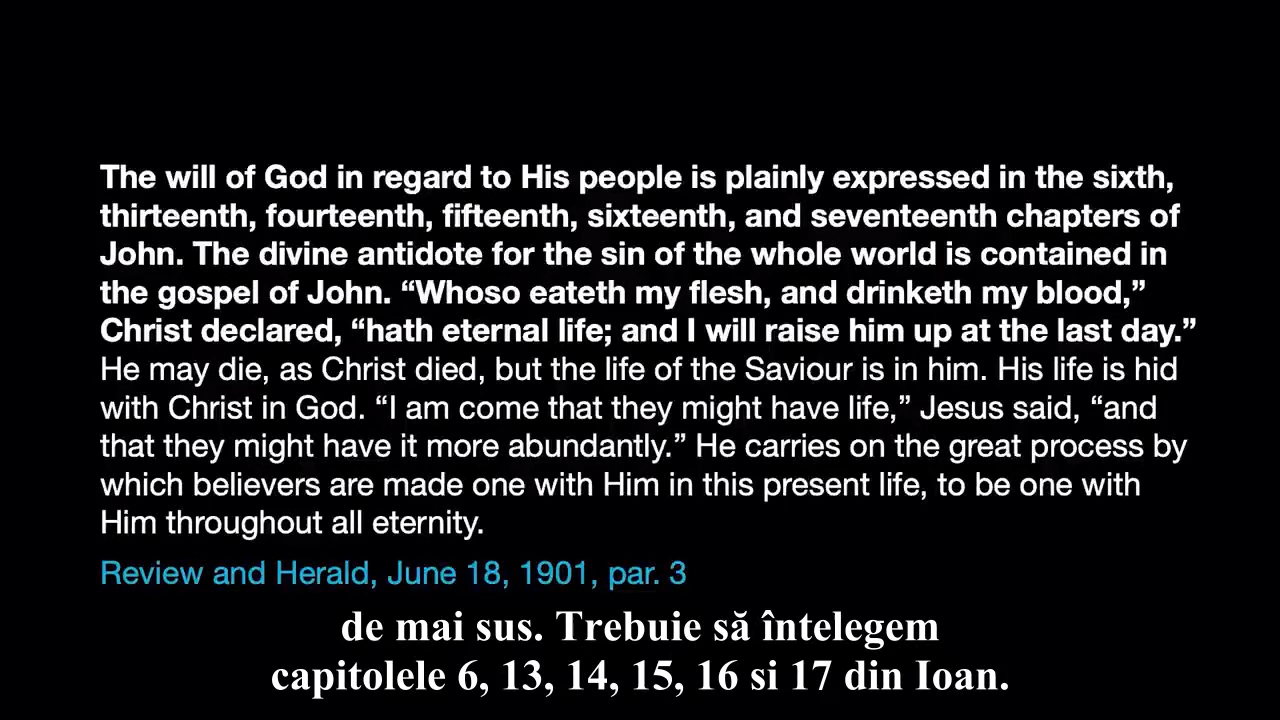 The will of God in regard to His people is plainly expressed in the sixth,
thirteenth, fourteenth, fifteenth, sixteenth, and seventeenth chapters of
John. The divine antidote for the sin of the whole world is contained in
the gospel of John. “Whoso eateth my flesh, and drinketh my blood,”
Christ declared, “hath eternal life; and I will raise him up at the last day.”
He may die, as Christ died, but the life of the Saviour is in him. His life is hid
with Christ in God. “I am come that they might have life,” Jesus said, “and
that they might have it more abundantly.” He carries on the great process by
which believers are made one with Him in this present life, to be one with
Him throughout all eternity.
Review and Herald, June 18, 1901, par. 3
de mai sus. Trebuie să întelegem
capitolele 6, 13, 14, 15, 16 si 17 din Ioan.